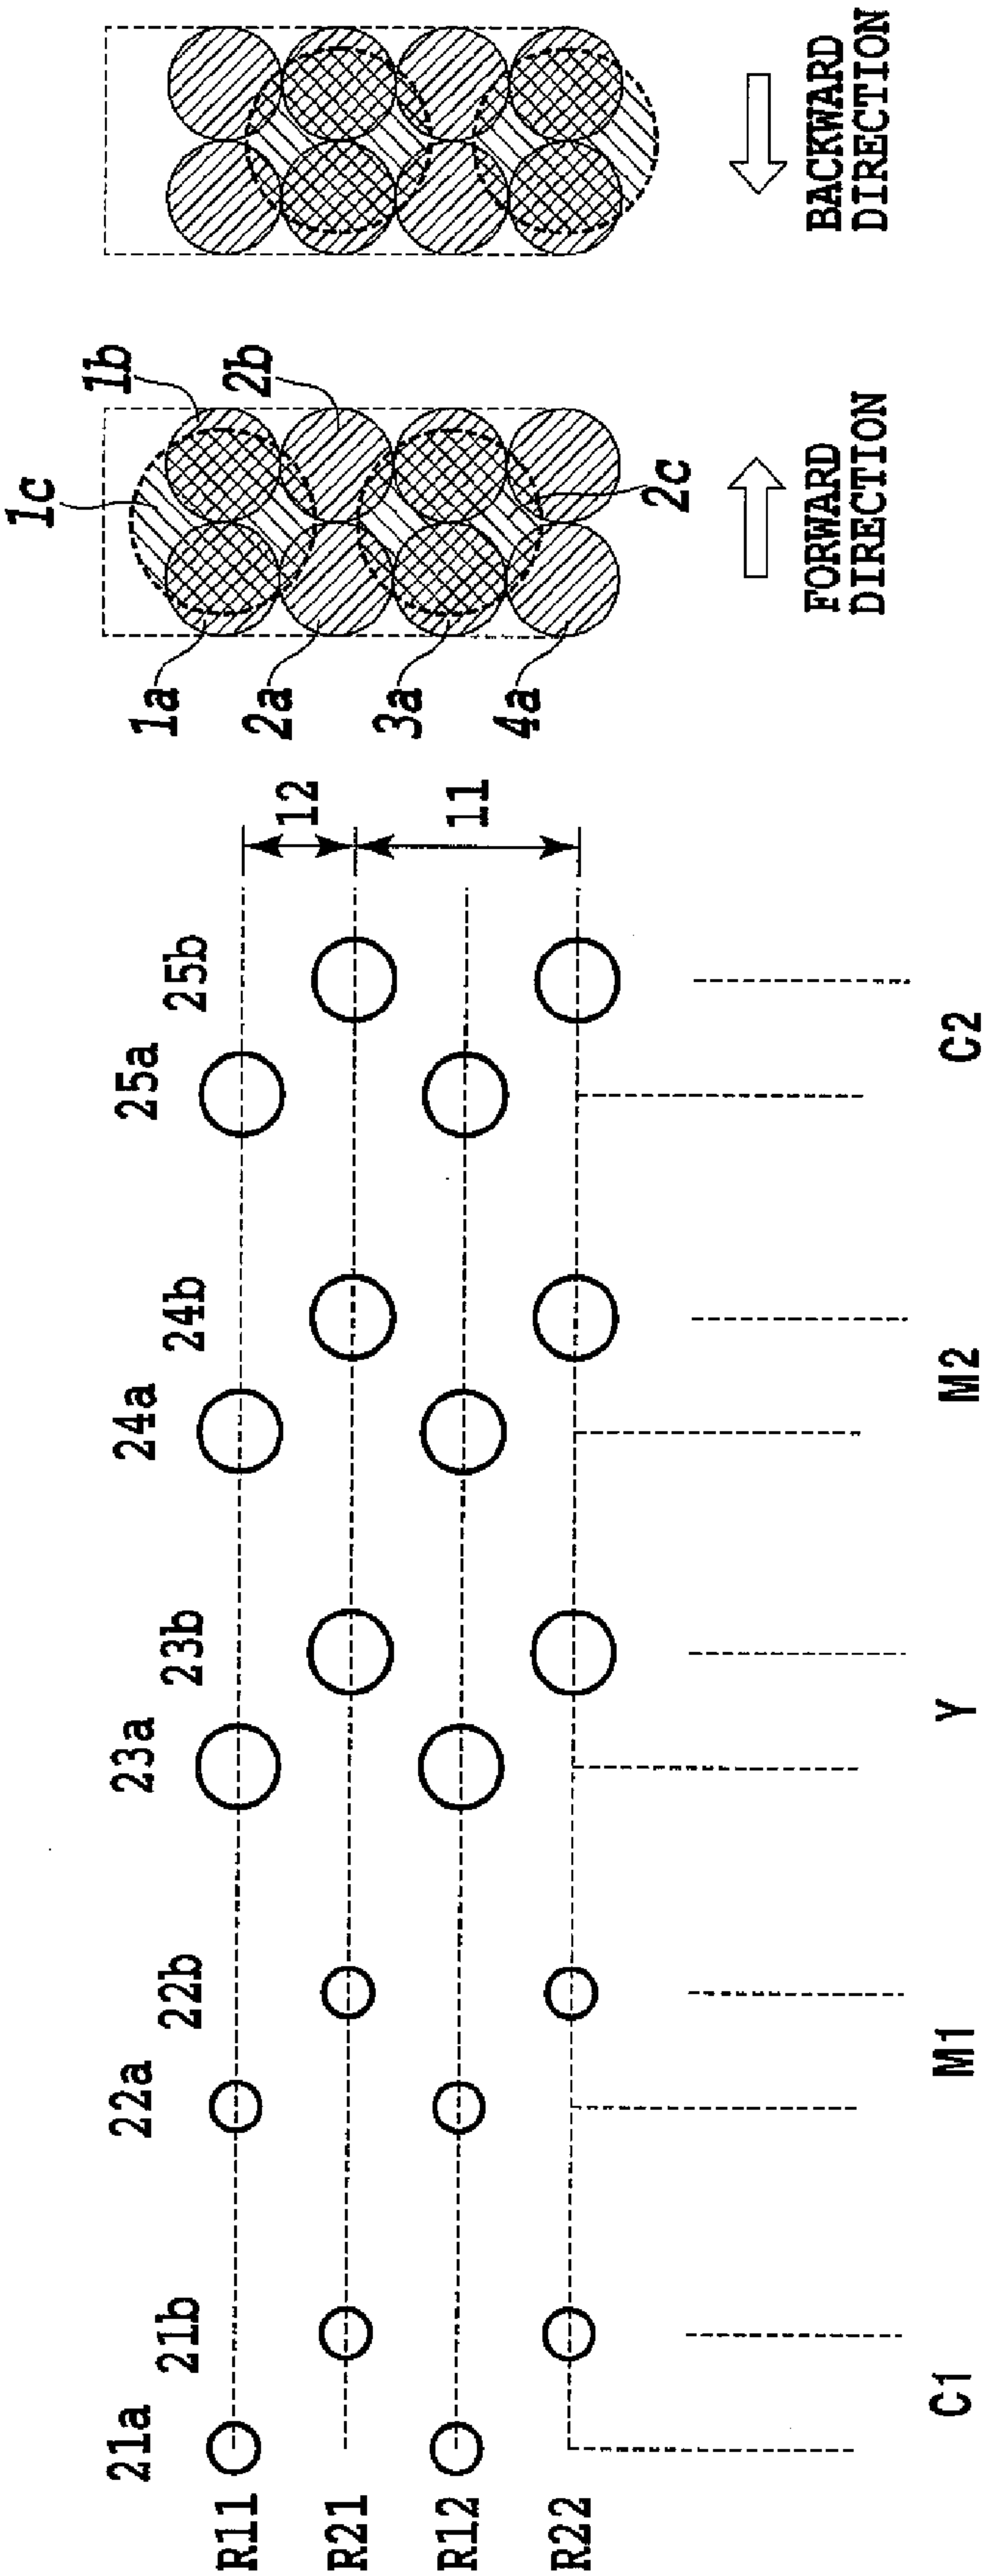 21a
21b
22a
22b
23a
23b
24a
24b
25a
25b
R11
R21
R12
R22
12
11
C1
M1
Y
M2
C2
1c
1b
2b
1a
2a
3a
4a
2c
FORWARD
DIRECTION
BACKWARD
DIRECTION